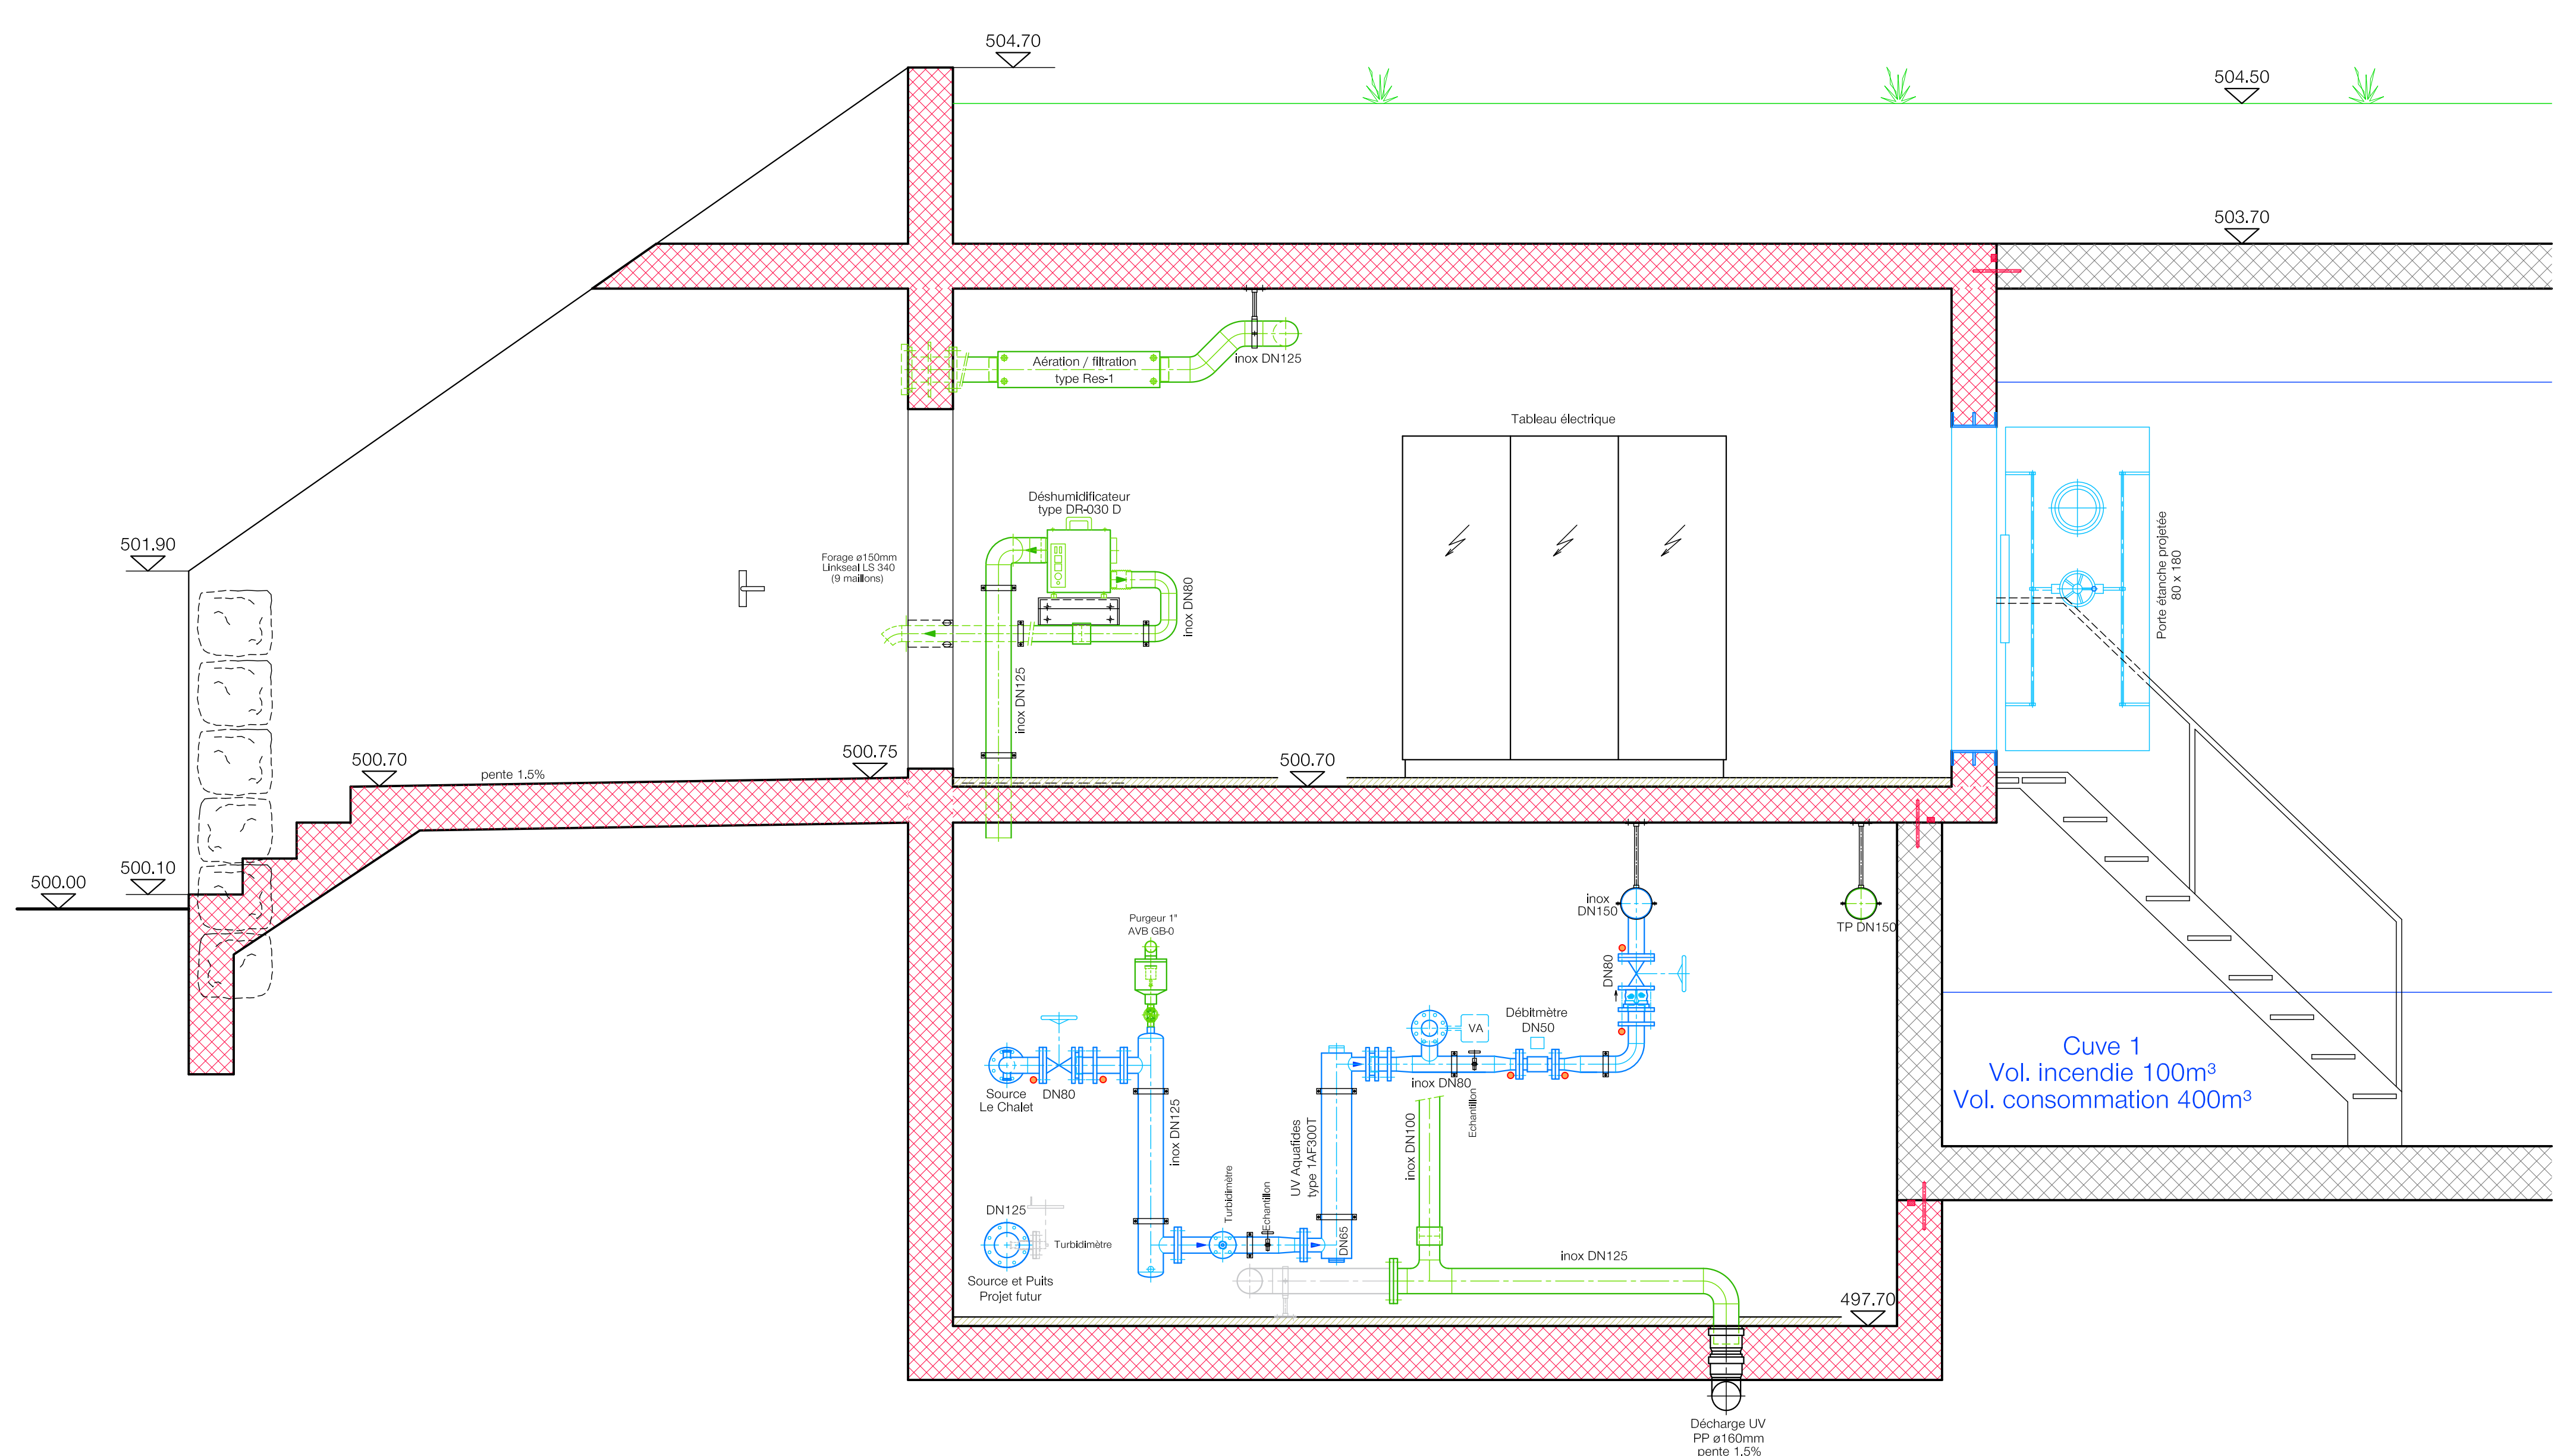 504.70
504.50
503.70
Aération / filtration
type Res-1
inox DN125
Tableau électrique
Déshumidificateur
type DR-030 D
501.90
Forage ø150mm
Linkseal LS 340
(9 maillons)
inox DN80
inox DN125
Porte étanche projetée
80 x 180
500.70
pente 1.5%
500.75
500.70
500.10
500.00
Purgeur 1"
AVB GB-0
inox
DN150
TP DN150
DN80
Débitmètre
DN50
VA
Source
Le Chalet
DN80
inox DN125
inox DN80
Echantillon
inox DN100
UV Aquafides
type 1AF300T
Cuve 1
Vol. incendie 100m³
Vol. consommation 400m³
DN125
Turbidimètre
Turbidimètre
Echantillon
DN65
inox DN125
Source et Puits
Projet futur
497.70
Décharge UV
PP ø160mm
pente 1.5%